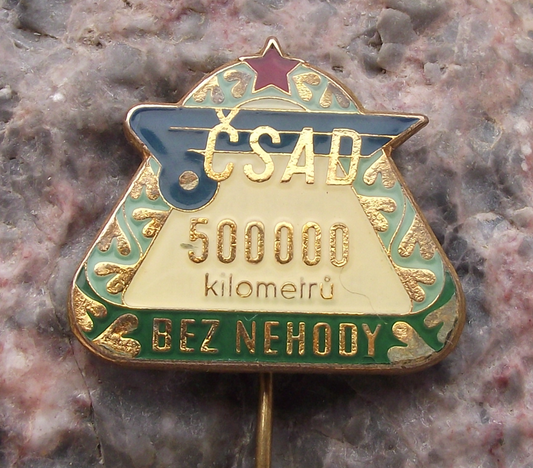 ČSAD
500000
kilometrů
BEZ NEHODY